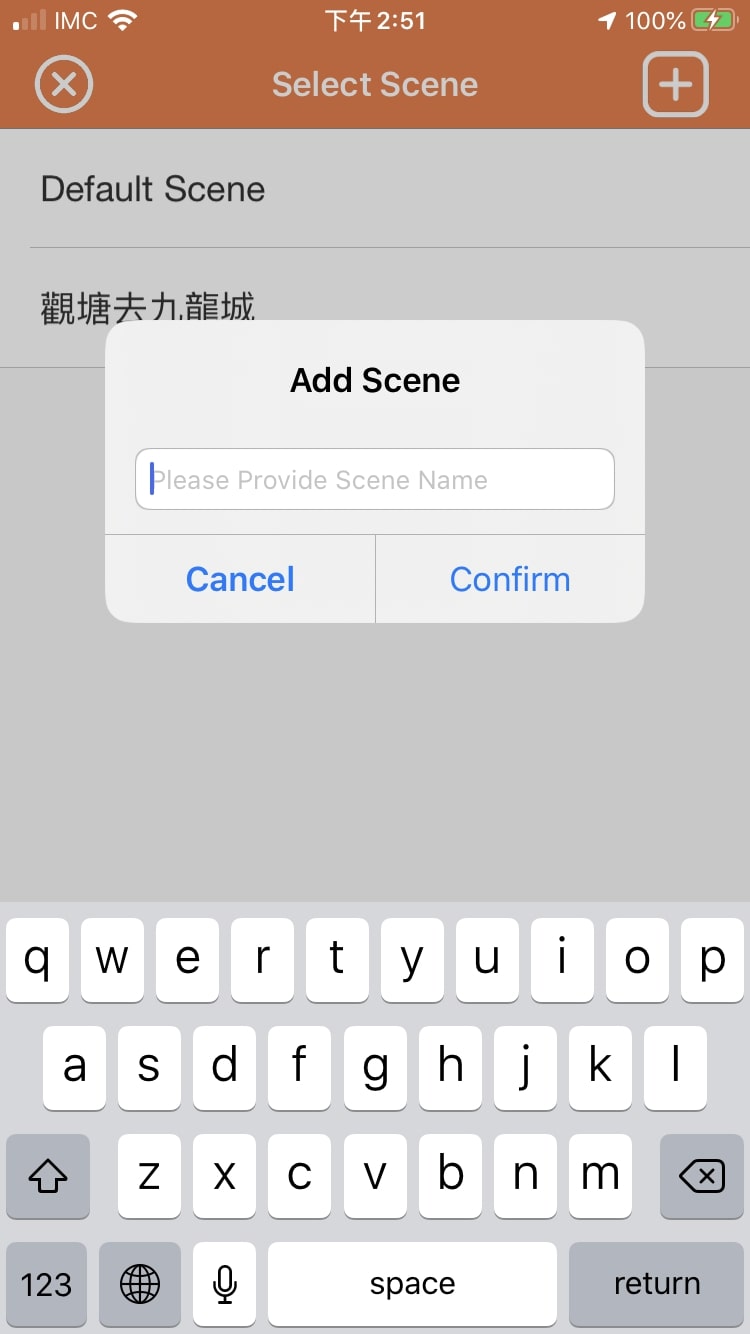 IMC 下午2:51 100%
Select Scene
Default Scene
觀塘去九龍城
Add Scene
Please Provide Scene Name
Cancel Confirm
q w e r t y u i o p
a s d f g h j k l
z x c v b n m
123 space return